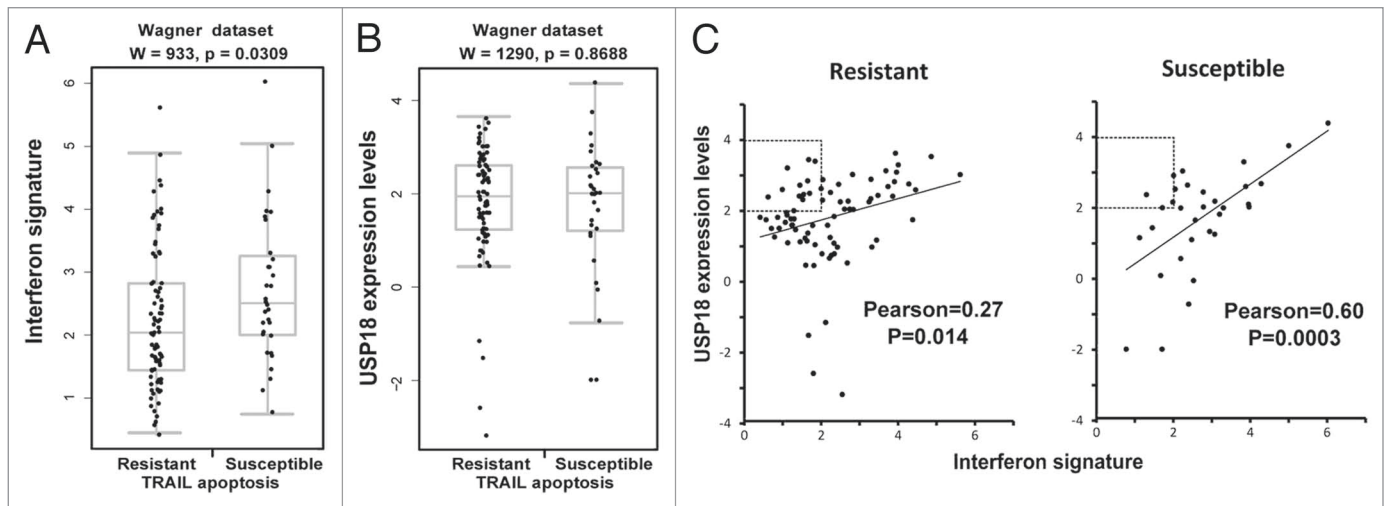 A
Wagner dataset
W = 933, p = 0.0309
Interferon signature
6
5
4
3
2
1
Resistant
Susceptible
TRAIL apoptosis
B
Wagner dataset
W = 1290, p = 0.8688
USP18 expression levels
4
2
0
-2
Resistant
Susceptible
TRAIL apoptosis
C
Resistant
USP18 expression levels
5
4
3
2
1
0
-2
-4
Pearson=0.27
P=0.014
0
2
4
6
Susceptible
4
2
0
-2
-4
Pearson=0.60
P=0.0003
0
2
4
6
Interferon signature